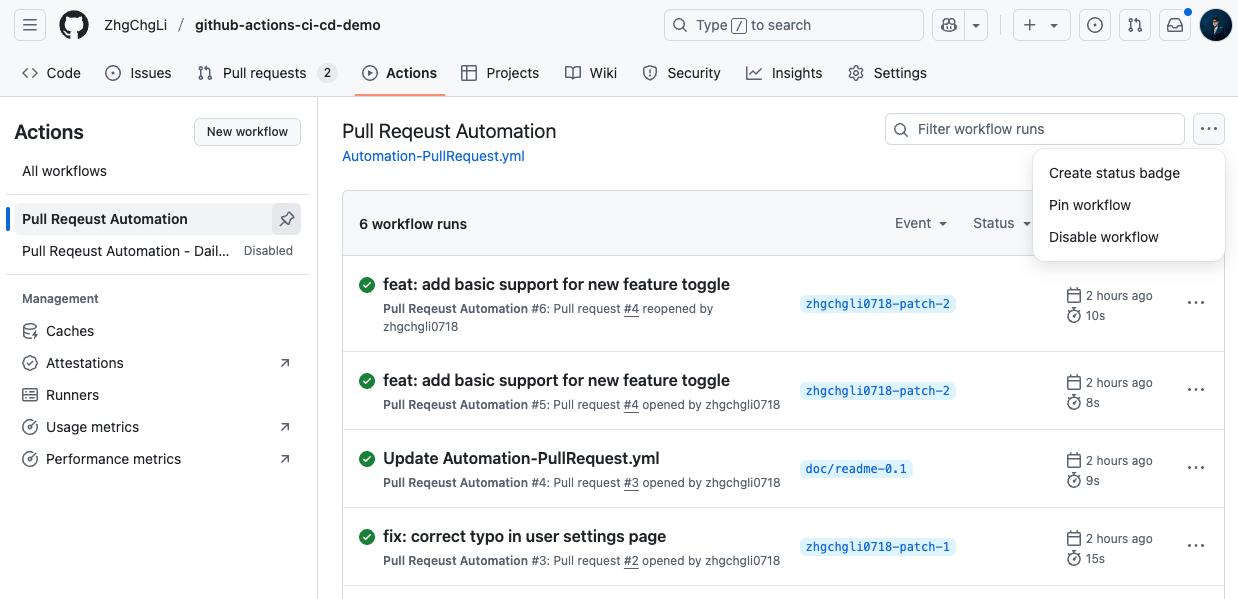 ZhgChgLi / github-actions-ci-cd-demo
Type / to search
Code
Issues
Pull requests 2
Actions
Projects
Wiki
Security
Insights
Settings
Actions
New workflow
All workflows
Pull Reqeust Automation
Pull Reqeust Automation - Dail... Disabled
Management
Caches
Attestations
Runners
Usage metrics
Performance metrics
Pull Reqeust Automation
Automation-PullRequest.yml
Filter workflow runs
Create status badge
Pin workflow
Disable workflow
6 workflow runs
Event
Status
feat: add basic support for new feature toggle
Pull Reqeust Automation #6: Pull request #4 reopened by
zhgchgli0718
zhgchgli0718-patch-2
2 hours ago
10s
feat: add basic support for new feature toggle
Pull Reqeust Automation #5: Pull request #4 opened by zhgchgli0718
zhgchgli0718-patch-2
2 hours ago
8s
Update Automation-PullRequest.yml
Pull Reqeust Automation #4: Pull request #3 opened by zhgchgli0718
doc/readme-0.1
2 hours ago
9s
fix: correct typo in user settings page
Pull Reqeust Automation #3: Pull request #2 opened by zhgchgli0718
zhgchgli0718-patch-1
2 hours ago
15s